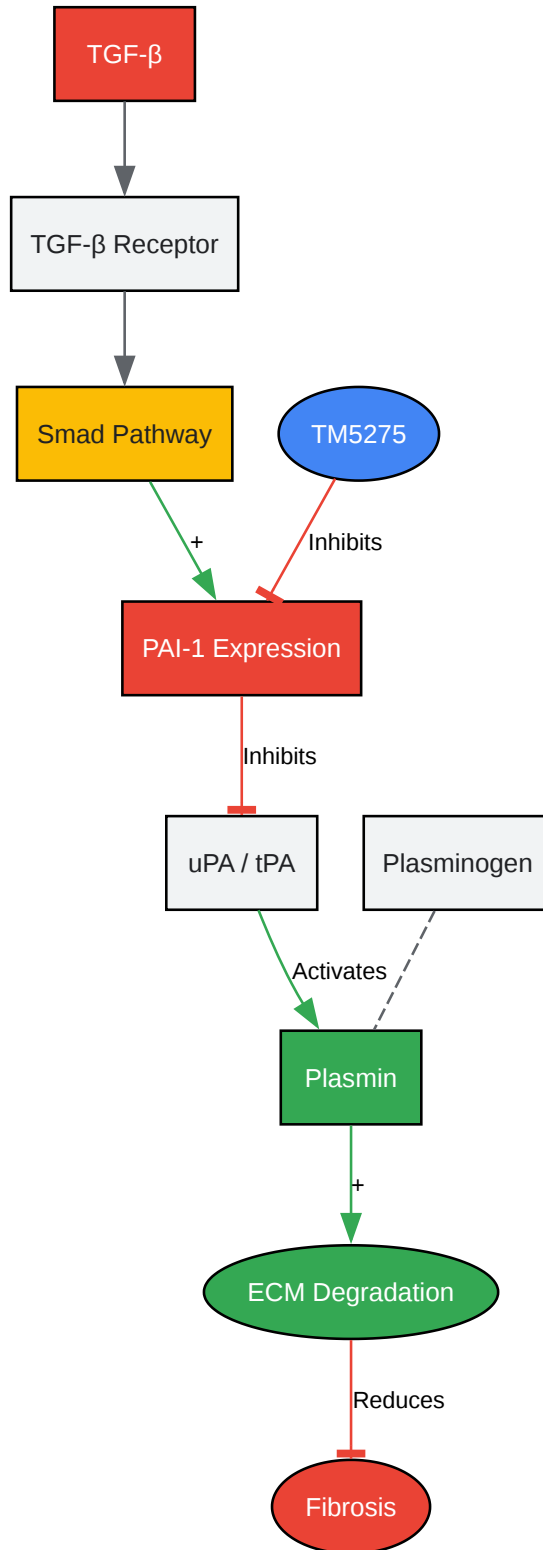 TGF-β
TGF-β Receptor
Smad Pathway
TM5275
+
Inhibits
PAI-1 Expression
Inhibits
uPA / tPA
Plasminogen
Activates
Plasmin
+
ECM Degradation
Reduces
Fibrosis